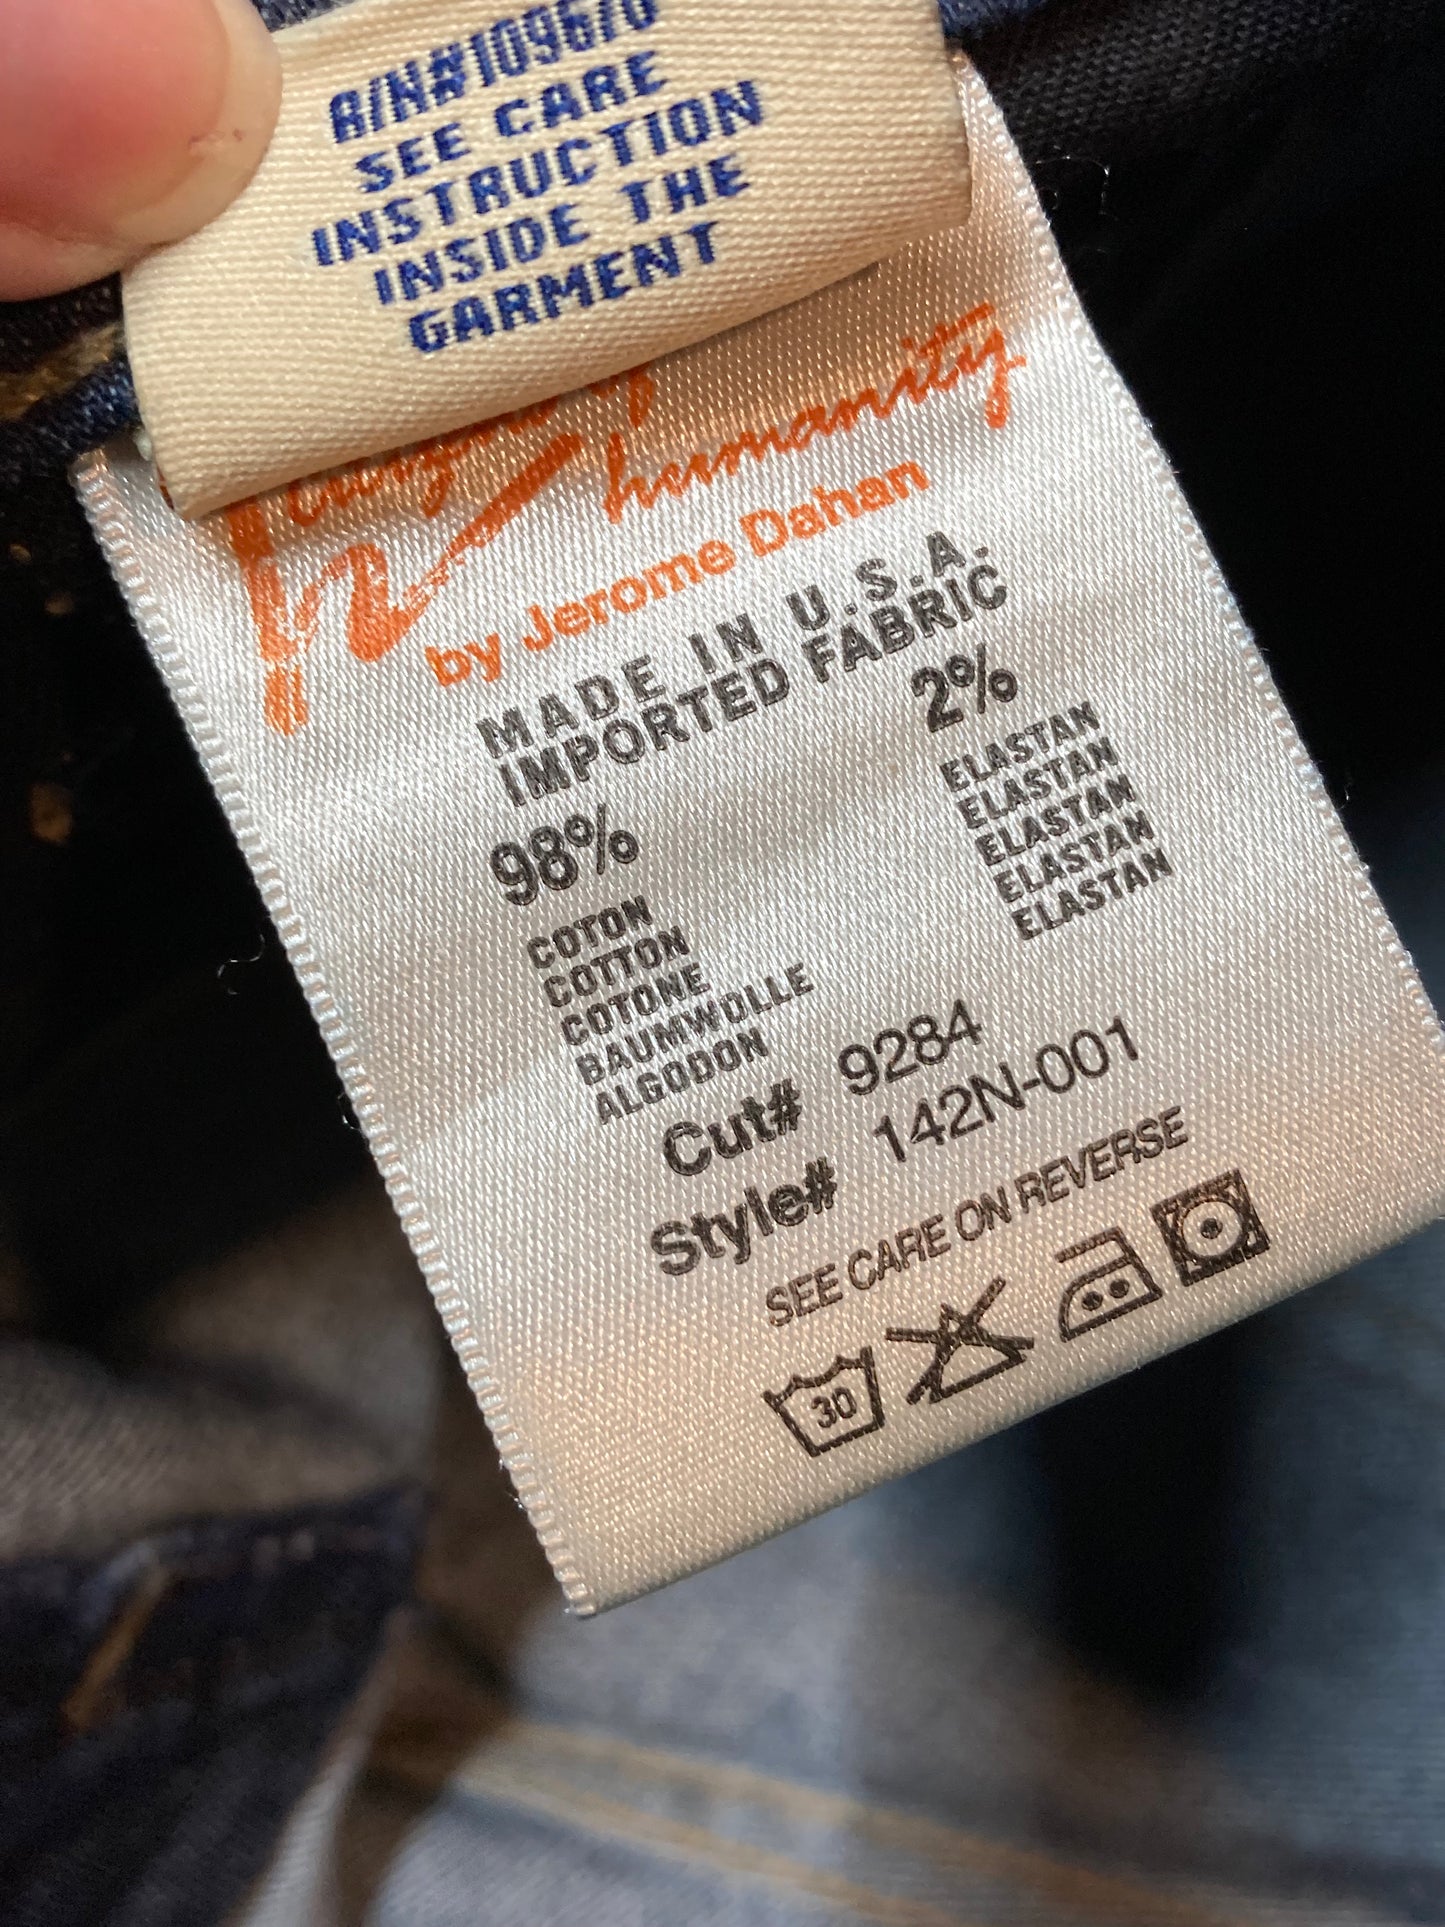 SEE CARE
INSTRUCTION
INSIDE THE
GARMENT
humanity
by Jerome Dahan
MADE IN U.S.A.
IMPORTED FABRIC
98%
2%
COTON
COTTON
COTONE
BAUMWOLLE
ALGODON
ELASTAN
ELASTAN
ELASTAN
ELASTAN
ELASTAN
Cut# 9284
Style# 142N-001
SEE CARE ON REVERSE
30